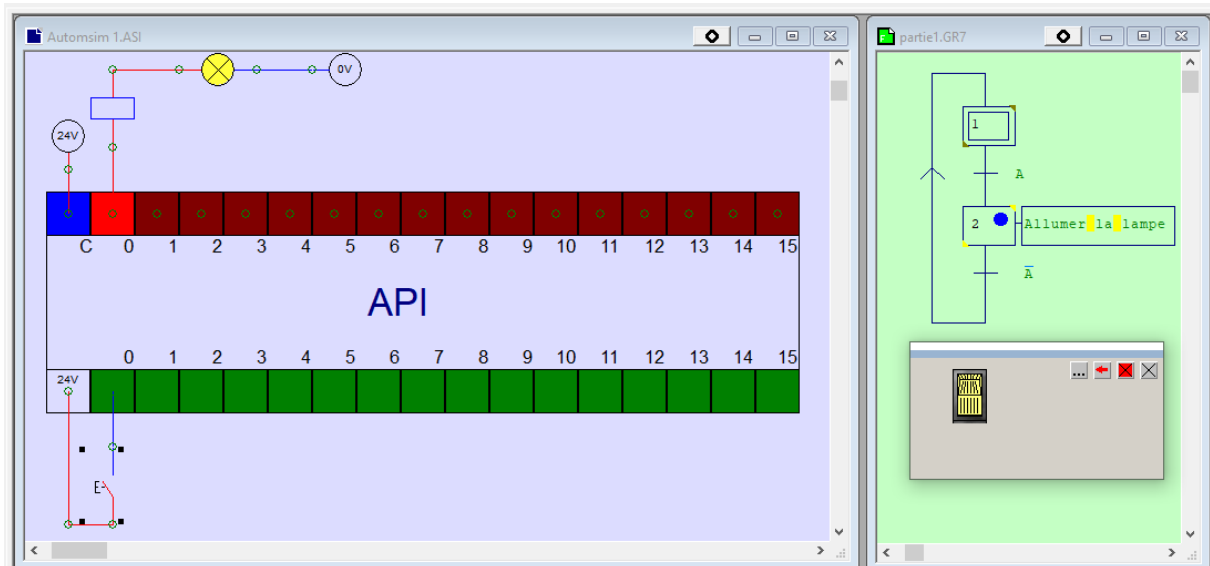 Automsim 1.ASI
0V
24V
C 0 1 2 3 4 5 6 7 8 9 10 11 12 13 14 15
API
0 1 2 3 4 5 6 7 8 9 10 11 12 13 14 15
24V
E
partie1.GR7
1
A
2 Allumer la lampe
A̅
...